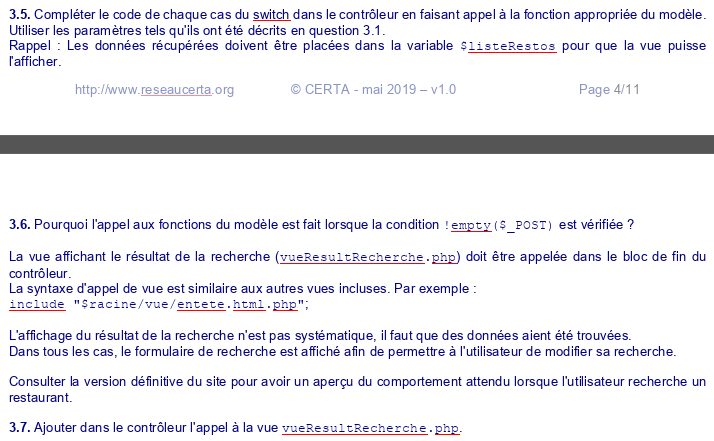 3.5. Compléter le code de chaque cas du switch dans le contrôleur en faisant appel à la fonction appropriée du modèle.
Utiliser les paramètres tels qu'ils ont été décrits en question 3.1.
Rappel : Les données récupérées doivent être placées dans la variable $listeRestos pour que la vue puisse
l'afficher.
http://www.reseaucerta.org © CERTA - mai 2019 – v1.0 Page 4/11
3.6. Pourquoi l'appel aux fonctions du modèle est fait lorsque la condition !empty($_POST) est vérifiée ?
La vue affichant le résultat de la recherche (vueResultRecherche.php) doit être appelée dans le bloc de fin du
contrôleur.
La syntaxe d'appel de vue est similaire aux autres vues incluses. Par exemple :
include "$racine/vue/entete.html.php";
L'affichage du résultat de la recherche n'est pas systématique, il faut que des données aient été trouvées.
Dans tous les cas, le formulaire de recherche est affiché afin de permettre à l'utilisateur de modifier sa recherche.
Consulter la version définitive du site pour avoir un aperçu du comportement attendu lorsque l'utilisateur recherche un
restaurant.
3.7. Ajouter dans le contrôleur l'appel à la vue vueResultRecherche.php.